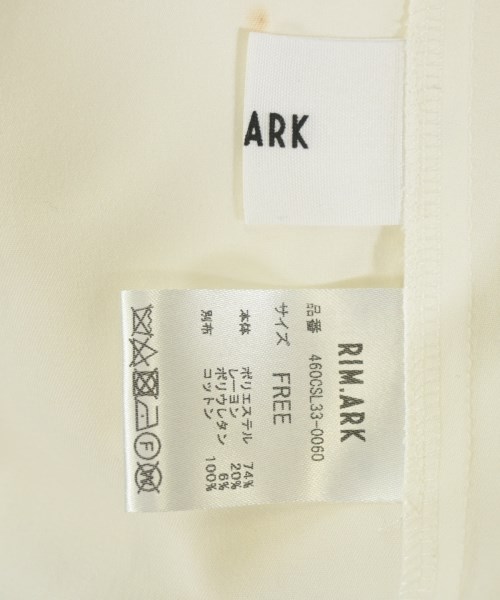 ARK
RIM.ARK
品番 460CSL33-0060
サイズ FREE
本体 ポリエステル 74%
レーヨン 20%
ポリウレタン 6%
別布 コットン 100%
F
W